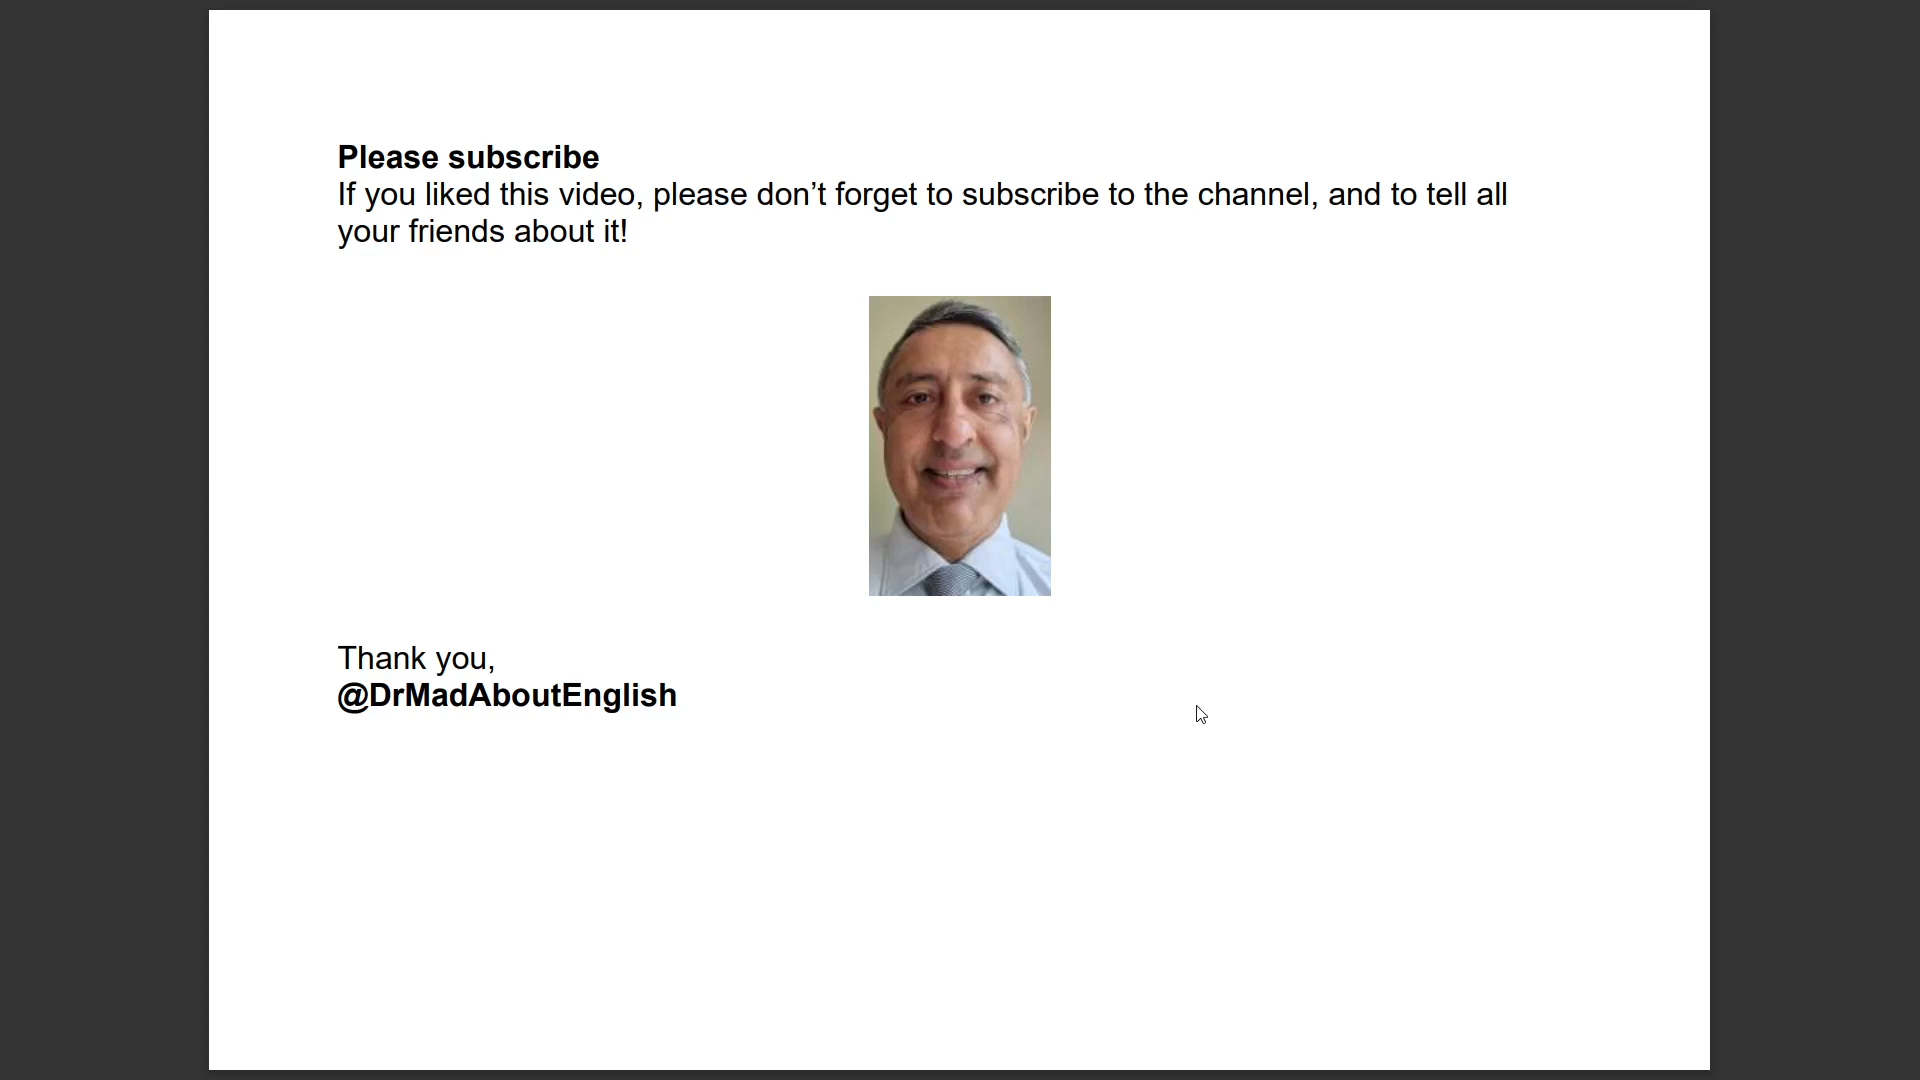 Please subscribe
If you liked this video, please don’t forget to subscribe to the channel, and to tell all
your friends about it!
Thank you,
@DrMadAboutEnglish